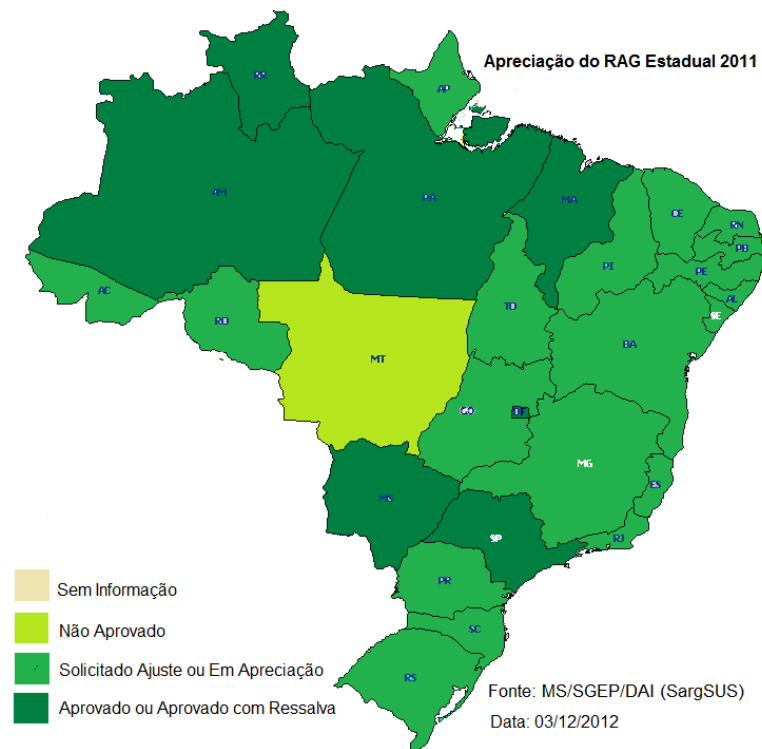 Apreciação do RAG Estadual 2011
RR
AP
AM
PA
MA
CE
RN
PB
PI
PE
AC
AL
TO
SE
RO
BA
MT
GO
DF
MG
ES
MS
SP
RJ
PR
SC
RS
Sem Informação
Não Aprovado
Solicitado Ajuste ou Em Apreciação
Aprovado ou Aprovado com Ressalva
Fonte: MS/SGEP/DAI (SargSUS)
Data: 03/12/2012